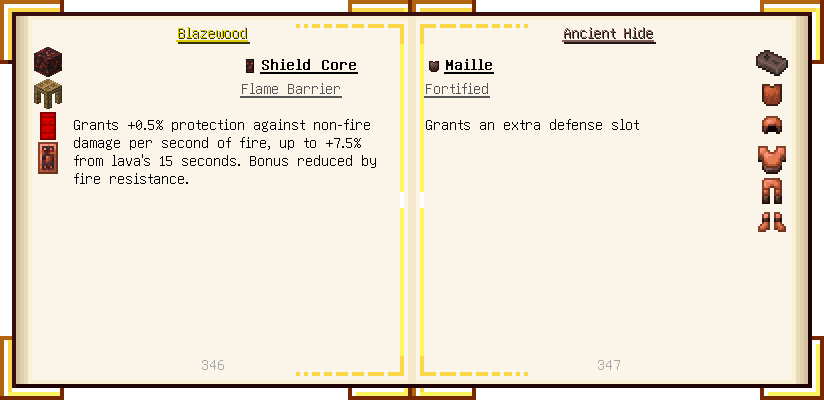 Blazewood
Shield Core
Flame Barrier
Grants +0.5% protection against non-fire
damage per second of fire, up to +7.5%
from lava's 15 seconds. Bonus reduced by
fire resistance.
346
Ancient Hide
Maille
Fortified
Grants an extra defense slot
347